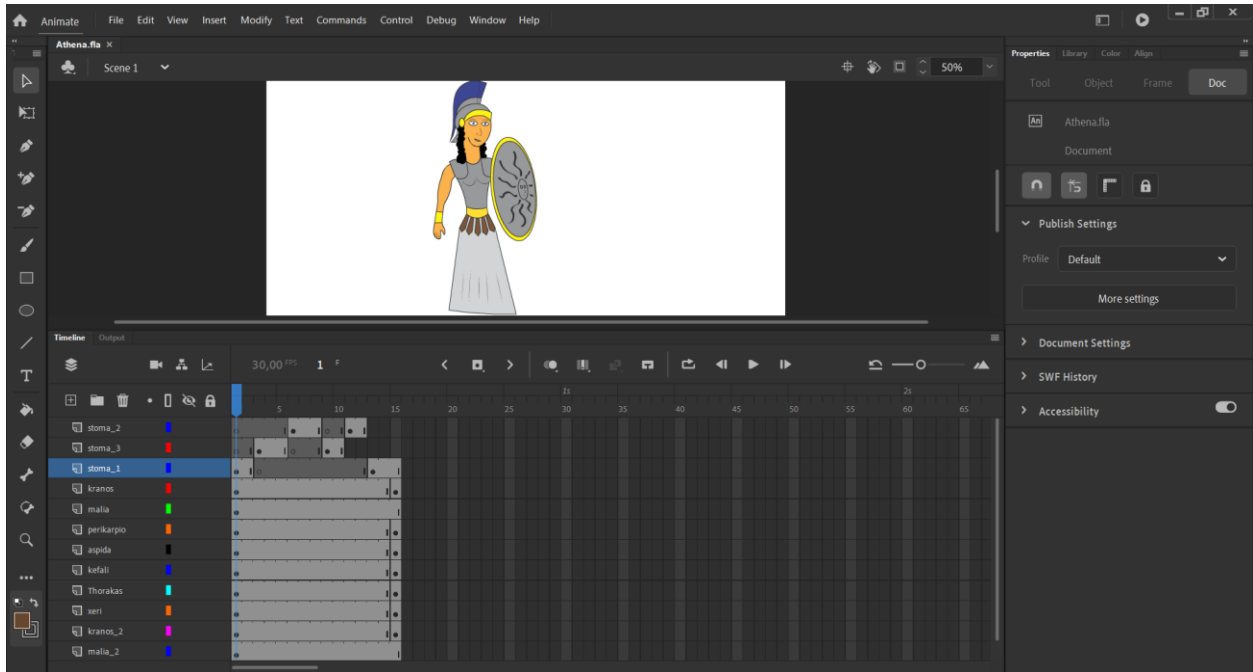 Animate File Edit View Insert Modify Text Commands Control Debug Window Help
Athena.fla ×
Scene 1
50%
Properties Library Color Align
Tool Object Frame Doc
An Athena.fla
Document
Publish Settings
Profile Default
More settings
Document Settings
SWF History
Accessibility
Timeline Output
30,00 FPS 1 F
1s 2s
5 10 15 20 25 30 35 40 45 50 55 60 65
stoma_2
stoma_3
stoma_1
kranos
malia
perikarpio
aspida
kefali
Thorakas
xeri
kranos_2
malia_2